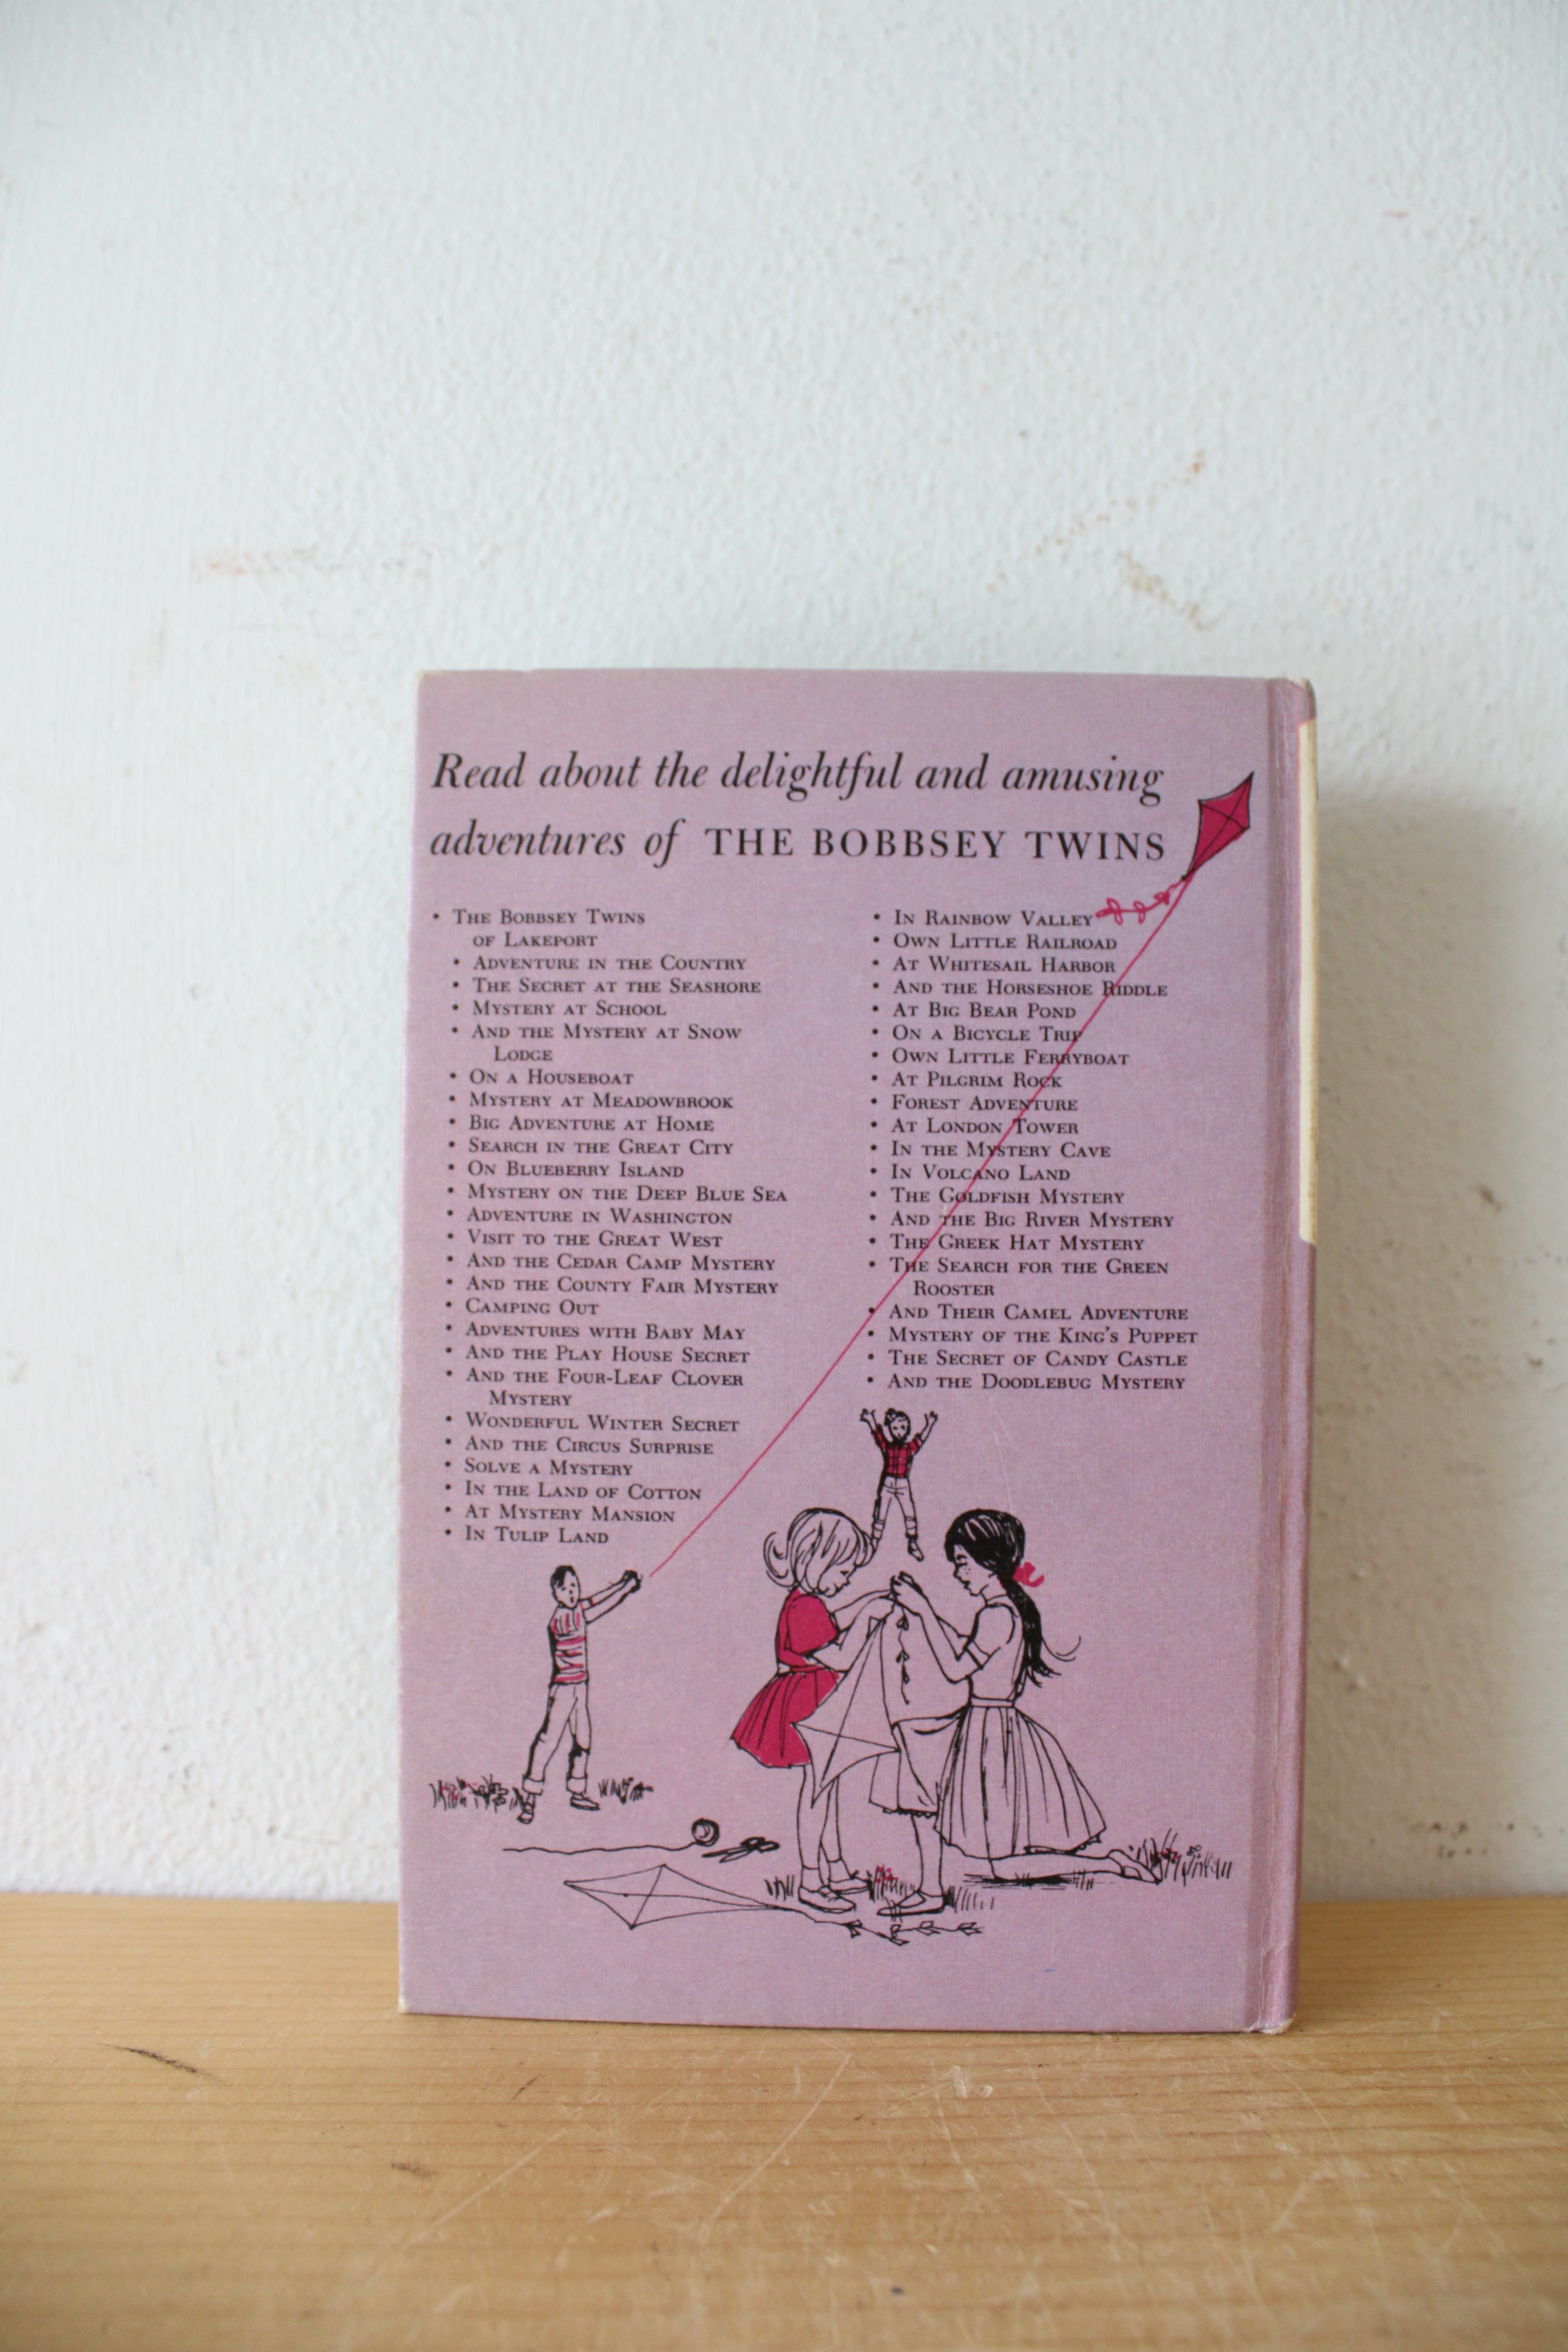 Read about the delightful and amusing
adventures of THE BOBBSEY TWINS
• THE BOBBSEY TWINS
OF LAKEPORT
• ADVENTURE IN THE COUNTRY
• THE SECRET AT THE SEASHORE
• MYSTERY AT SCHOOL
• AND THE MYSTERY AT SNOW
LODGE
• ON A HOUSEBOAT
• MYSTERY AT MEADOWBROOK
• BIG ADVENTURE AT HOME
• SEARCH IN THE GREAT CITY
• ON BLUEBERRY ISLAND
• MYSTERY ON THE DEEP BLUE SEA
• ADVENTURE IN WASHINGTON
• VISIT TO THE GREAT WEST
• AND THE CEDAR CAMP MYSTERY
• AND THE COUNTY FAIR MYSTERY
• CAMPING OUT
• ADVENTURES WITH BABY MAY
• AND THE PLAY HOUSE SECRET
• AND THE FOUR-LEAF CLOVER
MYSTERY
• WONDERFUL WINTER SECRET
• AND THE CIRCUS SURPRISE
• SOLVE A MYSTERY
• IN THE LAND OF COTTON
• AT MYSTERY MANSION
• IN TULIP LAND
• IN RAINBOW VALLEY
• OWN LITTLE RAILROAD
• AT WHITESAIL HARBOR
• AND THE HORSESHOE RIDDLE
• AT BIG BEAR POND
• ON A BICYCLE TRIP
• OWN LITTLE FERRYBOAT
• AT PILGRIM ROCK
• FOREST ADVENTURE
• AT LONDON TOWER
• IN THE MYSTERY CAVE
• IN VOLCANO LAND
• THE GOLDFISH MYSTERY
• AND THE BIG RIVER MYSTERY
• THE GREEK HAT MYSTERY
• THE SEARCH FOR THE GREEN
ROOSTER
• AND THEIR CAMEL ADVENTURE
• MYSTERY OF THE KING'S PUPPET
• THE SECRET OF CANDY CASTLE
• AND THE DOODLEBUG MYSTERY